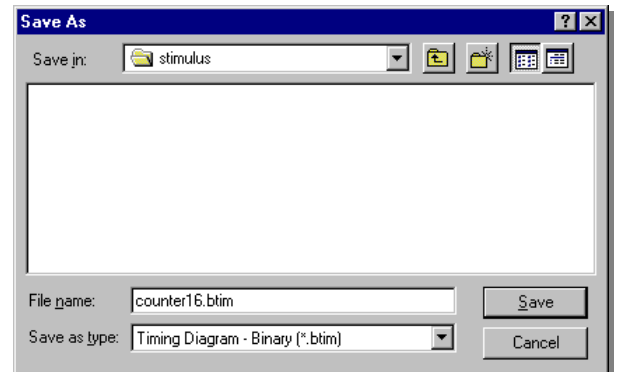 Save As
Save in: stimulus
File name: counter16.btim Save
Save as type: Timing Diagram - Binary (*.btim) Cancel